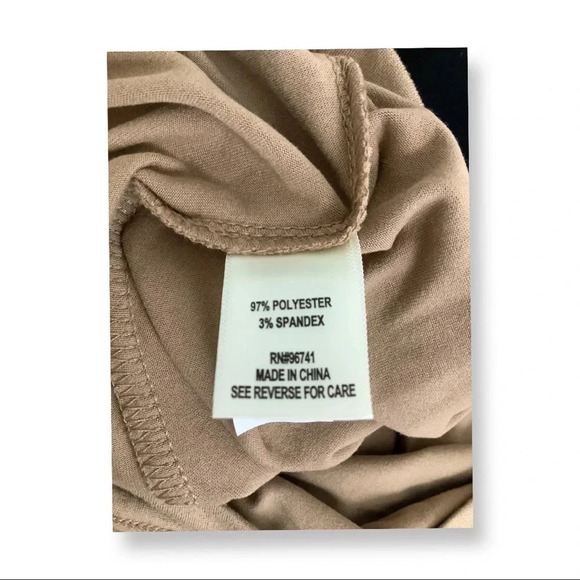 97% POLYESTER
3% SPANDEX
RN#96741
MADE IN CHINA
SEE REVERSE FOR CARE